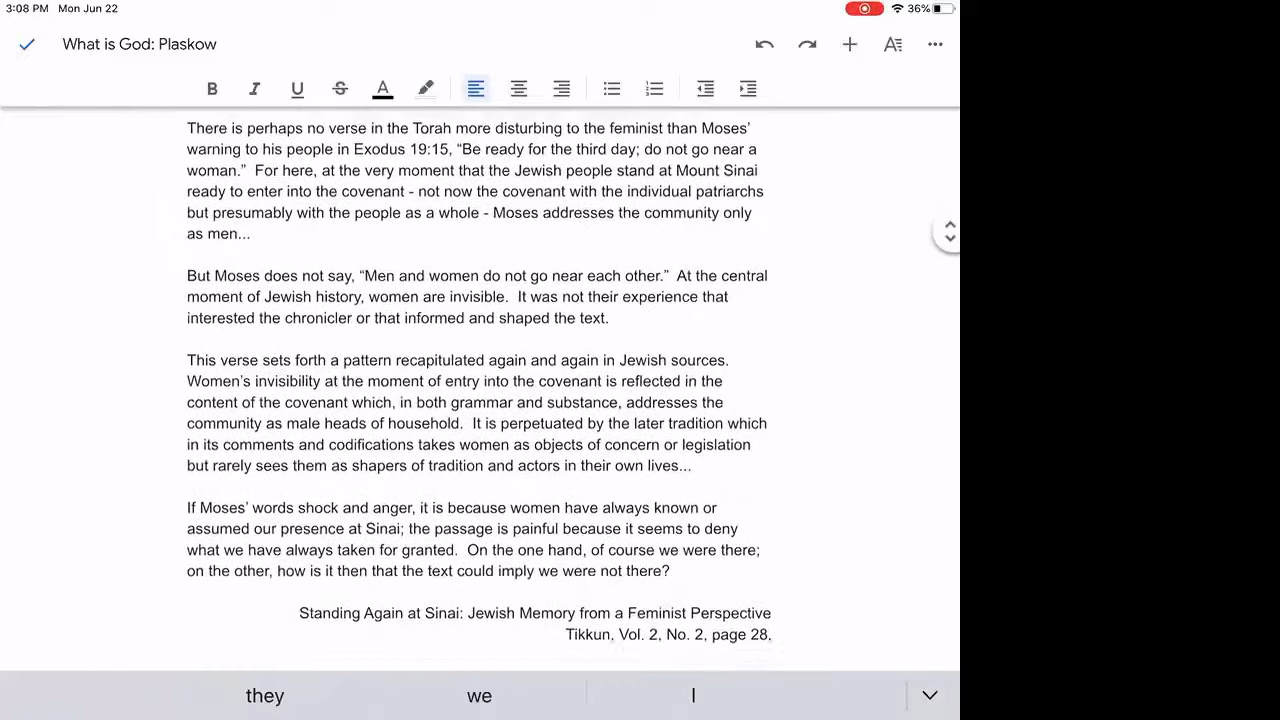 3:08 PM Mon Jun 22
36%
What is God: Plaskow
B I U S A
There is perhaps no verse in the Torah more disturbing to the feminist than Moses’
warning to his people in Exodus 19:15, “Be ready for the third day; do not go near a
woman.”  For here, at the very moment that the Jewish people stand at Mount Sinai
ready to enter into the covenant - not now the covenant with the individual patriarchs
but presumably with the people as a whole - Moses addresses the community only
as men...
But Moses does not say, “Men and women do not go near each other.”  At the central
moment of Jewish history, women are invisible.  It was not their experience that
interested the chronicler or that informed and shaped the text.
This verse sets forth a pattern recapitulated again and again in Jewish sources.
Women’s invisibility at the moment of entry into the covenant is reflected in the
content of the covenant which, in both grammar and substance, addresses the
community as male heads of household.  It is perpetuated by the later tradition which
in its comments and codifications takes women as objects of concern or legislation
but rarely sees them as shapers of tradition and actors in their own lives...
If Moses’ words shock and anger, it is because women have always known or
assumed our presence at Sinai; the passage is painful because it seems to deny
what we have always taken for granted.  On the one hand, of course we were there;
on the other, how is it then that the text could imply we were not there?
Standing Again at Sinai: Jewish Memory from a Feminist Perspective
Tikkun, Vol. 2, No. 2, page 28,
they we I